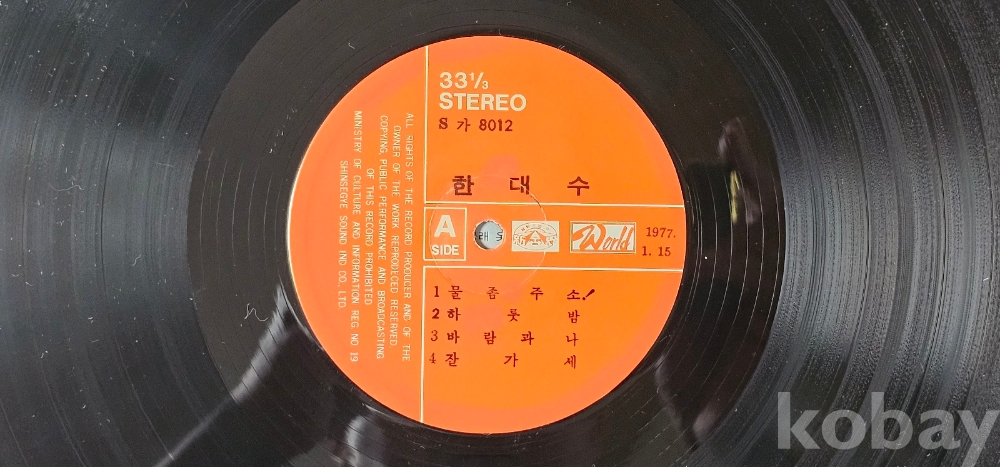 33⅓
STEREO
S 가 8012
한 대 수
A
SIDE
World
1977.
1. 15
1 물 좀 주 소!
2 하 룻 밤
3 바 람 과 나
4 잘 가 세
ALL RIGHTS OF THE RECORD PRODUCER AND OF THE
OWNER OF THE WORK REPRODECED RESERVED
COPYING, PUBLIC PERFORMANCE AND BROADCASTING
OF THIS RECORD PROHIBITED
MINISTRY OF CULTURE AND INFORMATION REG. NO 19
SHINSEGYE SOUND IND CO., LTD.
kobay